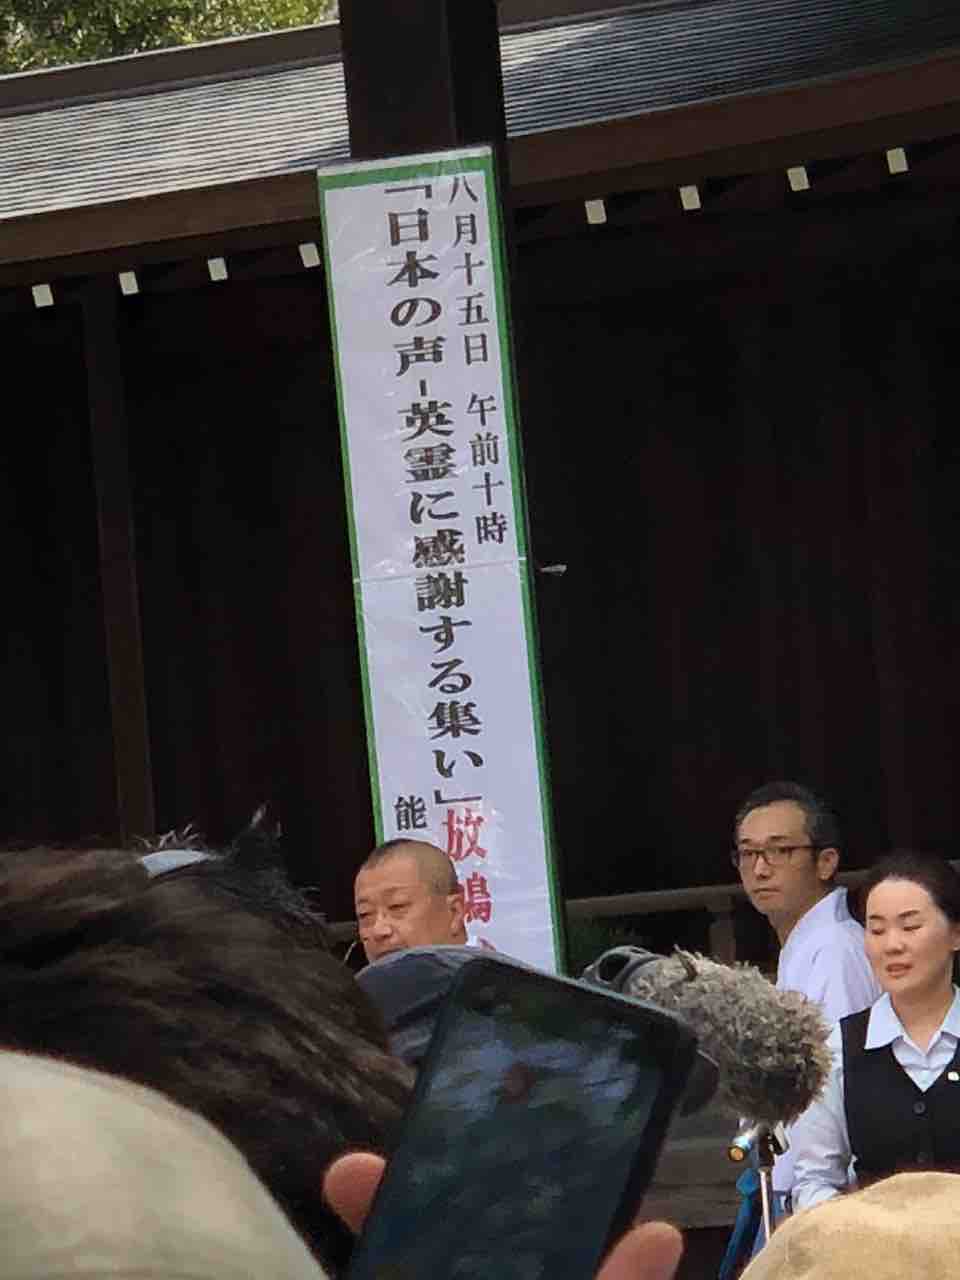 八月十五日 午前十時
「日本の声-英霊に感謝する集い」放鳩
能